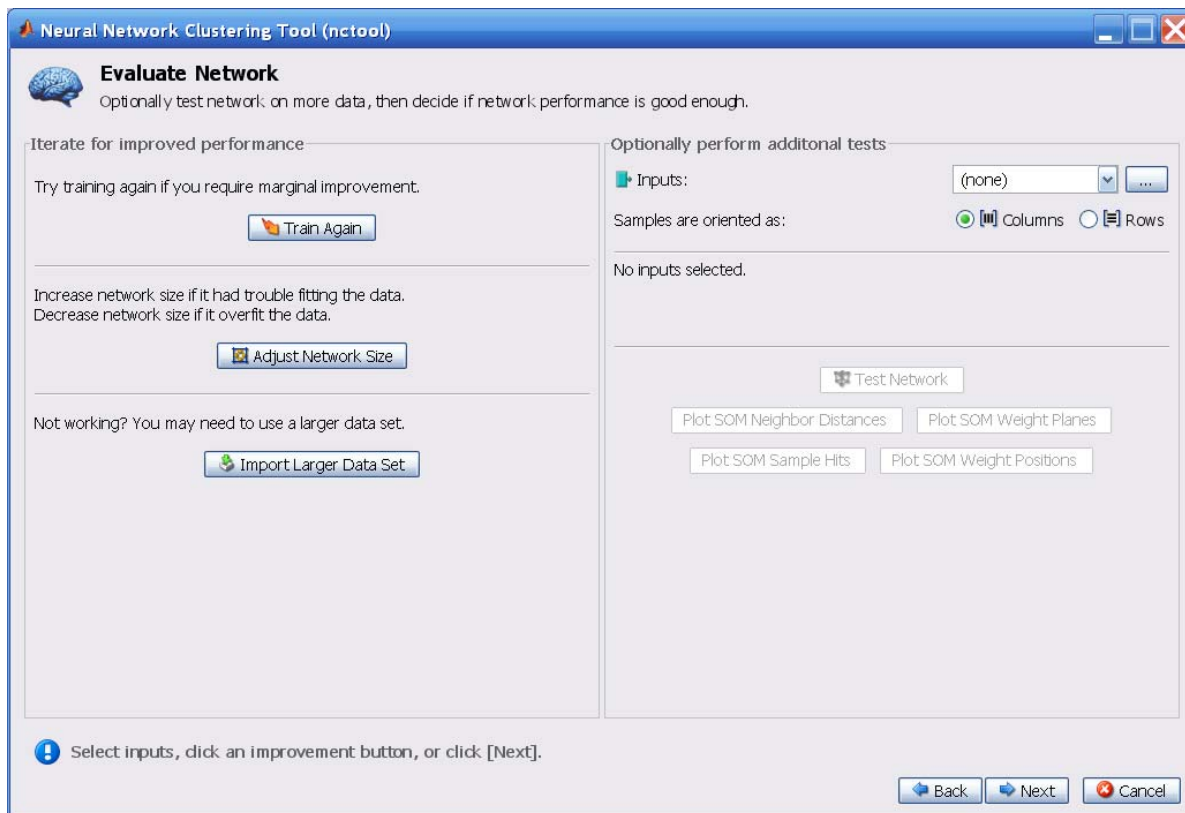 Neural Network Clustering Tool (nctool)
Evaluate Network
Optionally test network on more data, then decide if network performance is good enough.
Iterate for improved performance
Try training again if you require marginal improvement.
Train Again
Increase network size if it had trouble fitting the data.
Decrease network size if it overfit the data.
Adjust Network Size
Not working? You may need to use a larger data set.
Import Larger Data Set
Optionally perform additonal tests
Inputs: (none) ...
Samples are oriented as: Columns Rows
No inputs selected.
Test Network
Plot SOM Neighbor Distances Plot SOM Weight Planes
Plot SOM Sample Hits Plot SOM Weight Positions
Select inputs, click an improvement button, or click [Next].
Back Next Cancel